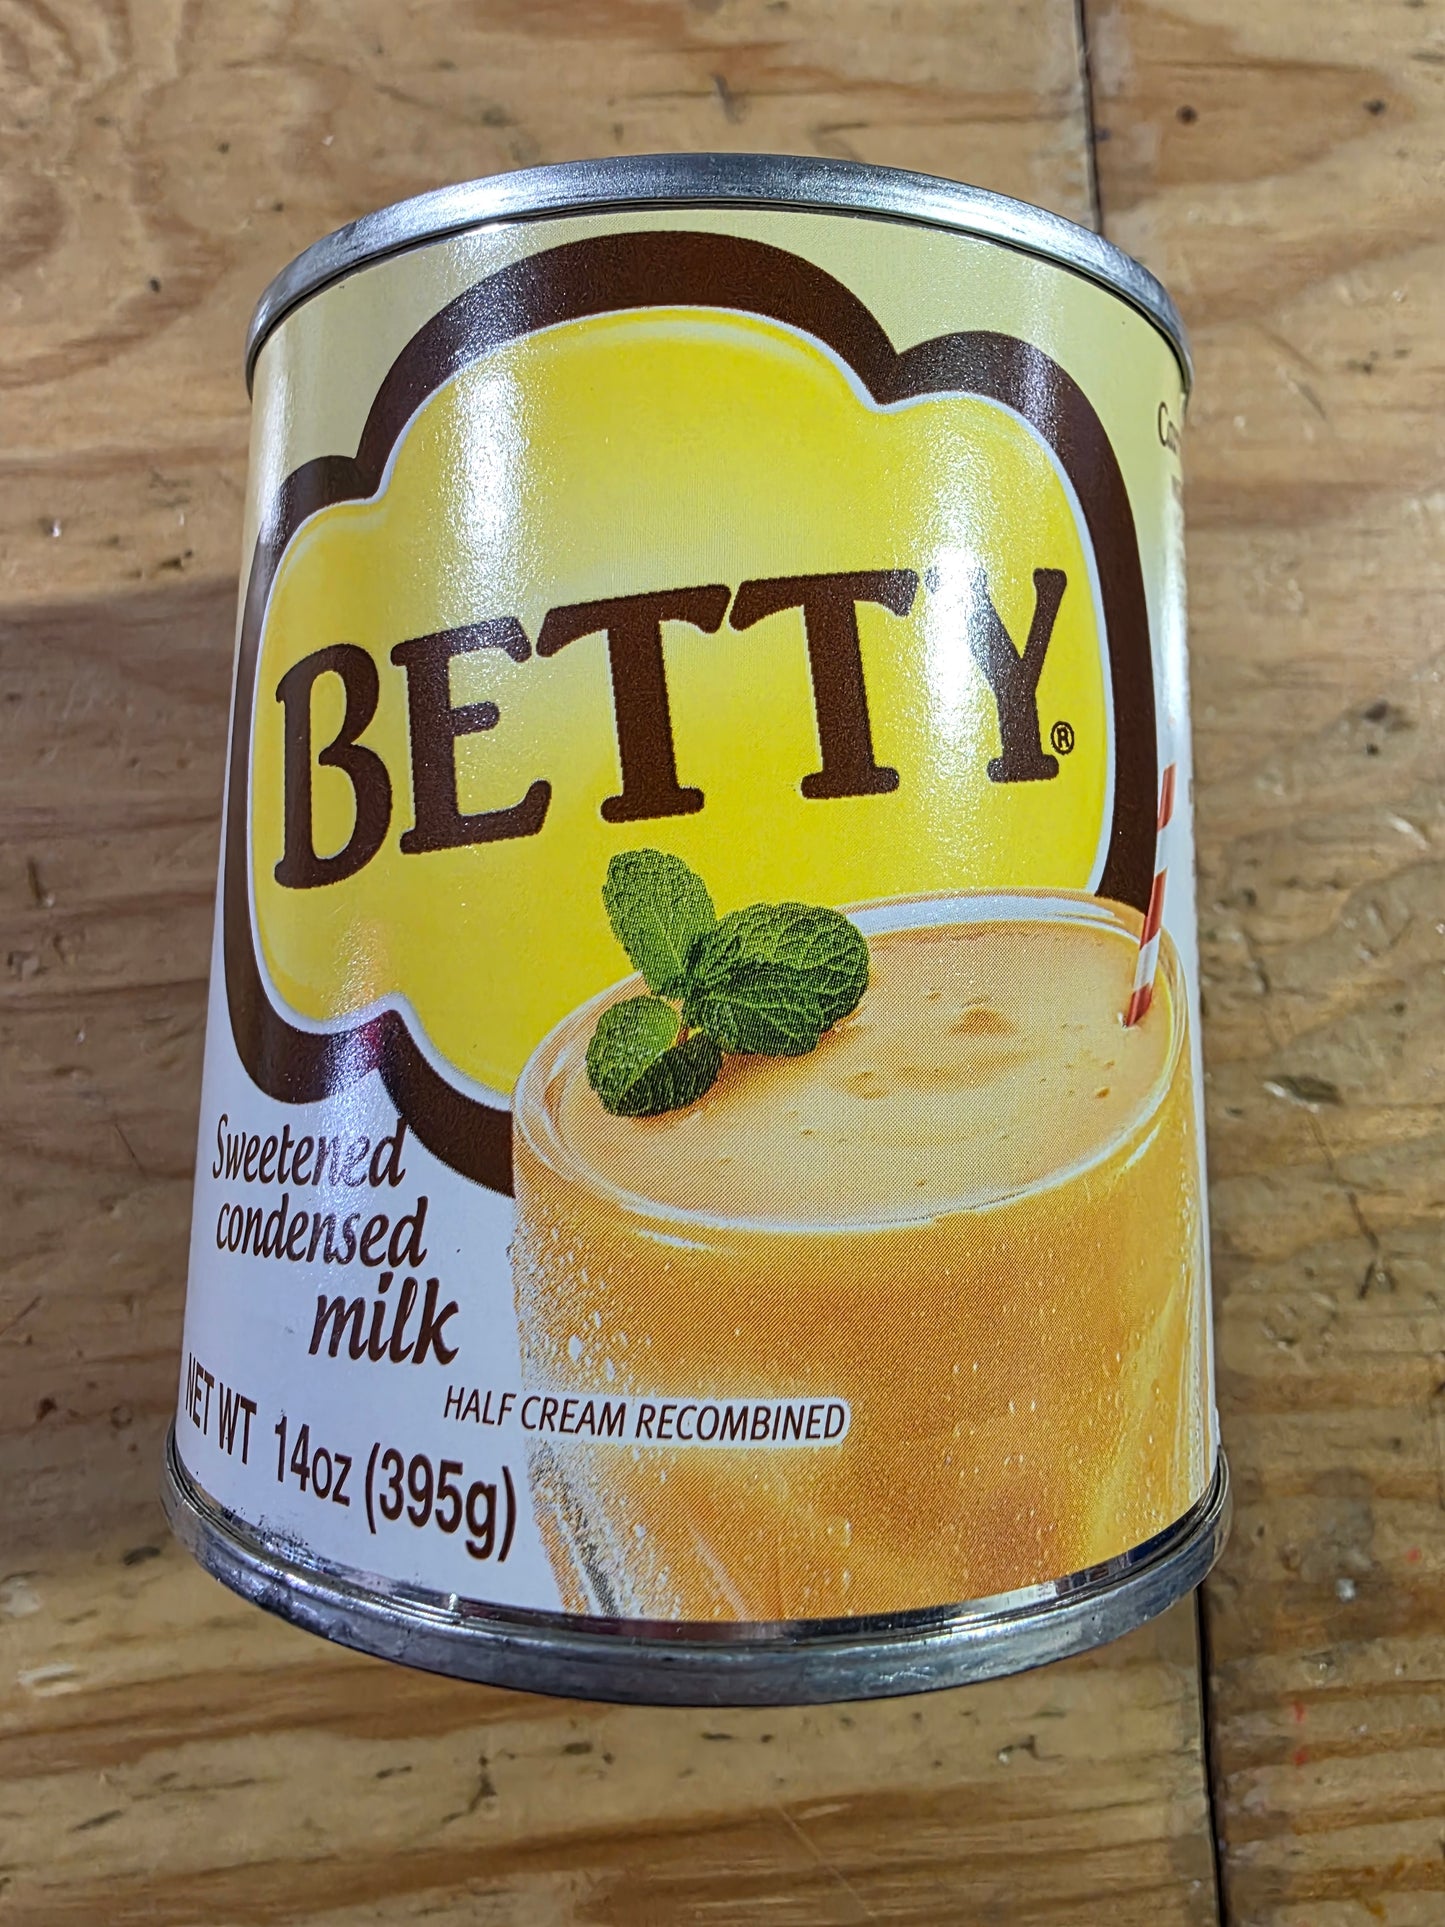 BETTY®
Sweetened
condensed
milk
HALF CREAM RECOMBINED
NET WT 14oz (395g)